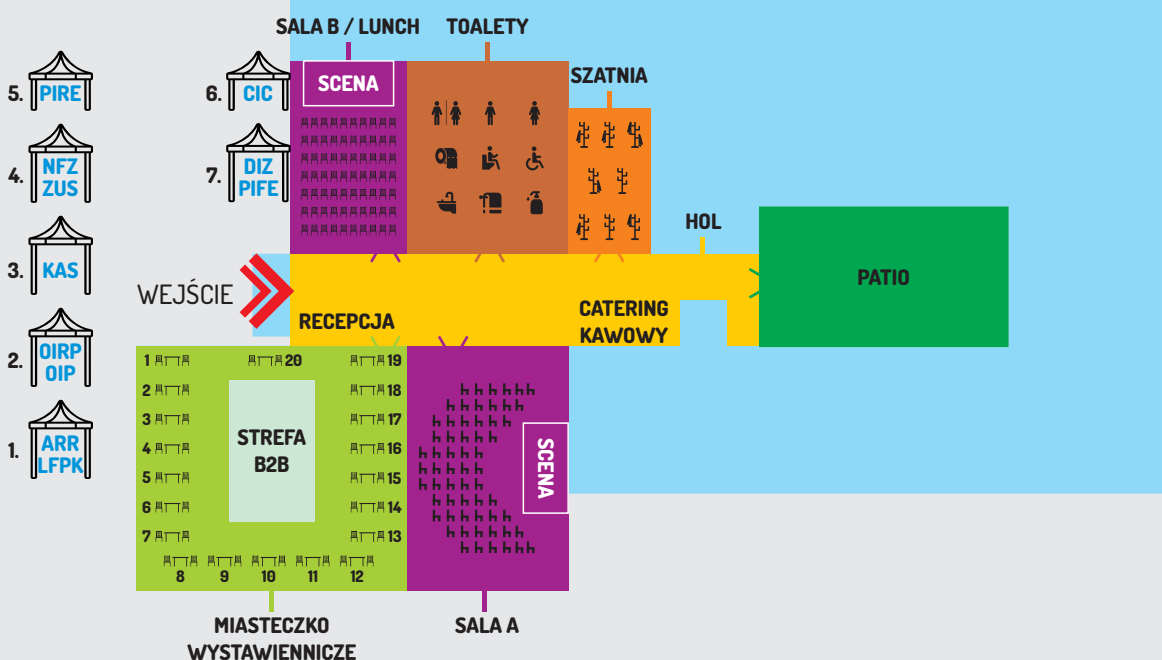 SALA B / LUNCH
TOALETY
SZATNIA
SCENA
5. PIRE
6. CIC
4. NFZ
ZUS
7. DIZ
PIFE
3. KAS
2. OIRP
OIP
1. ARR
LFPK
HOL
PATIO
WEJŚCIE
RECEPCJA
CATERING
KAWOWY
1
20
19
2
18
3
17
4
16
5
15
6
14
7
13
8
9
10
11
12
STREFA
B2B
SCENA
MIASTECZKO
WYSTAWIENNICZE
SALA A